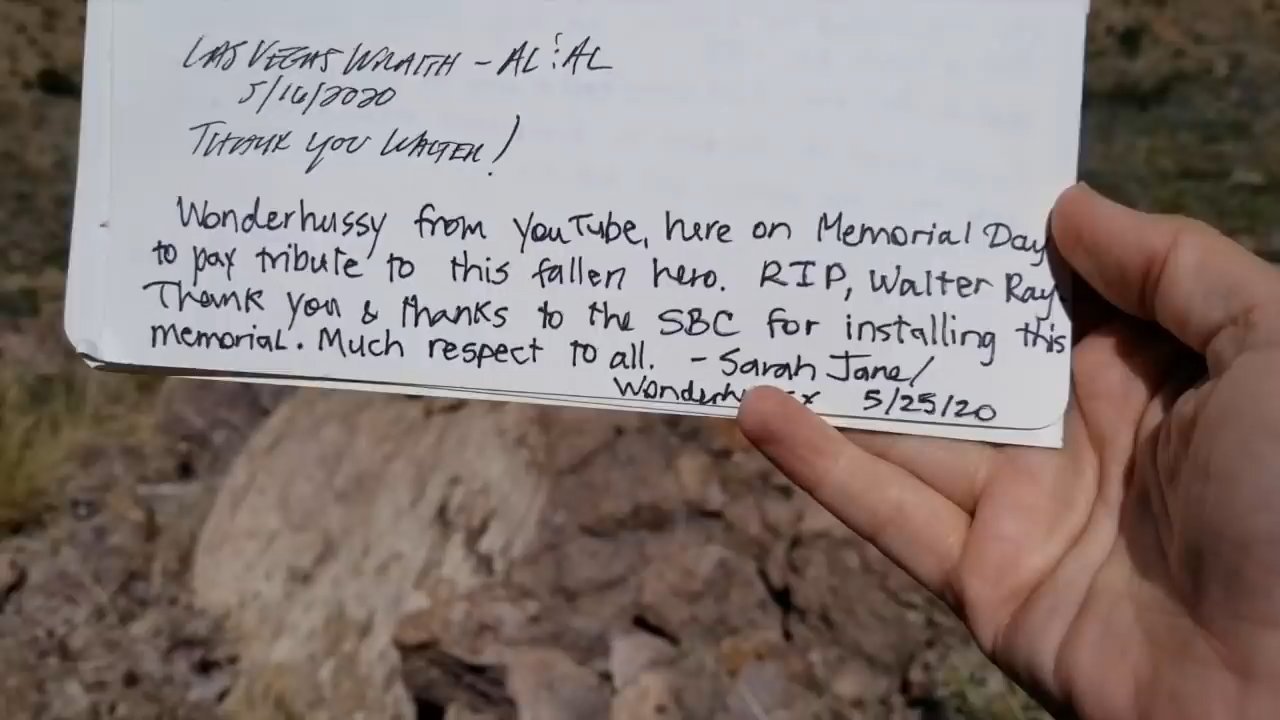 LAS VEGAS WRAITH - AL & AL
5/16/2020
THANK YOU WALTER!
Wonderhussy from YouTube, here on Memorial Day
to pay tribute to this fallen hero. RIP, Walter Ray.
Thank you & thanks to the SBC for installing this
memorial. Much respect to all. - Sarah Jane/
5/25/20